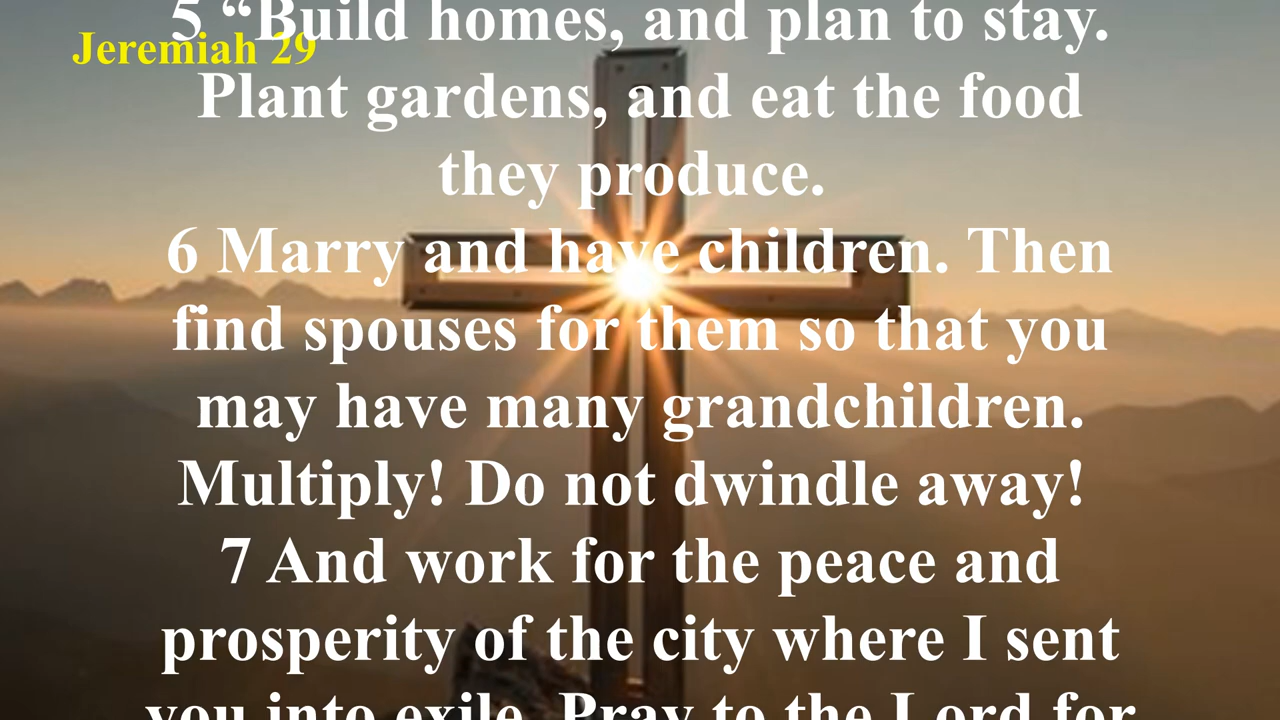 Jeremiah 29
5 “Build homes, and plan to stay.
Plant gardens, and eat the food
they produce.
6 Marry and have children. Then
find spouses for them so that you
may have many grandchildren.
Multiply! Do not dwindle away!
7 And work for the peace and
prosperity of the city where I sent
you into exile. Pray to the Lord for